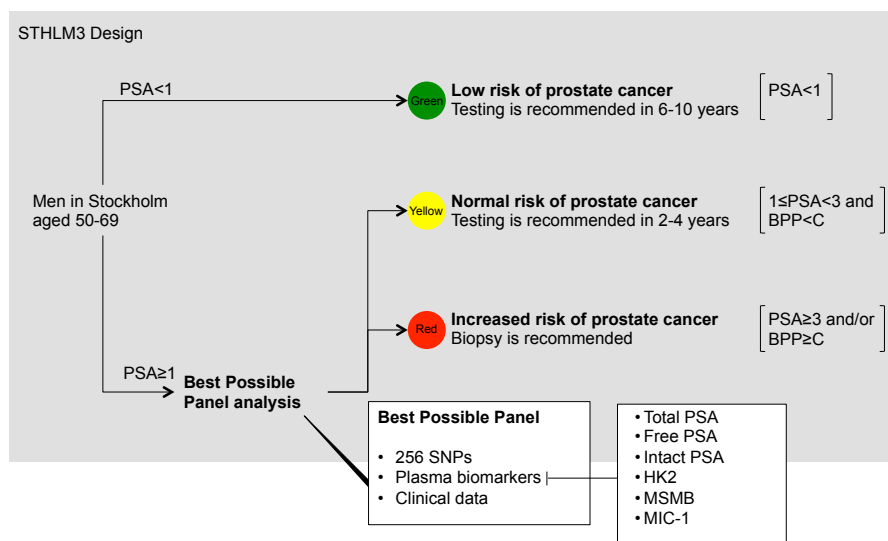 STHLM3 Design
PSA<1
Green
Low risk of prostate cancer
Testing is recommended in 6-10 years
PSA<1
Men in Stockholm
aged 50-69
Yellow
Normal risk of prostate cancer
Testing is recommended in 2-4 years
1≤PSA<3 and
BPP<C
Red
Increased risk of prostate cancer
Biopsy is recommended
PSA≥3 and/or
BPP≥C
PSA≥1
Best Possible
Panel analysis
Best Possible Panel
• 256 SNPs
• Plasma biomarkers
• Clinical data
• Total PSA
• Free PSA
• Intact PSA
• HK2
• MSMB
• MIC-1